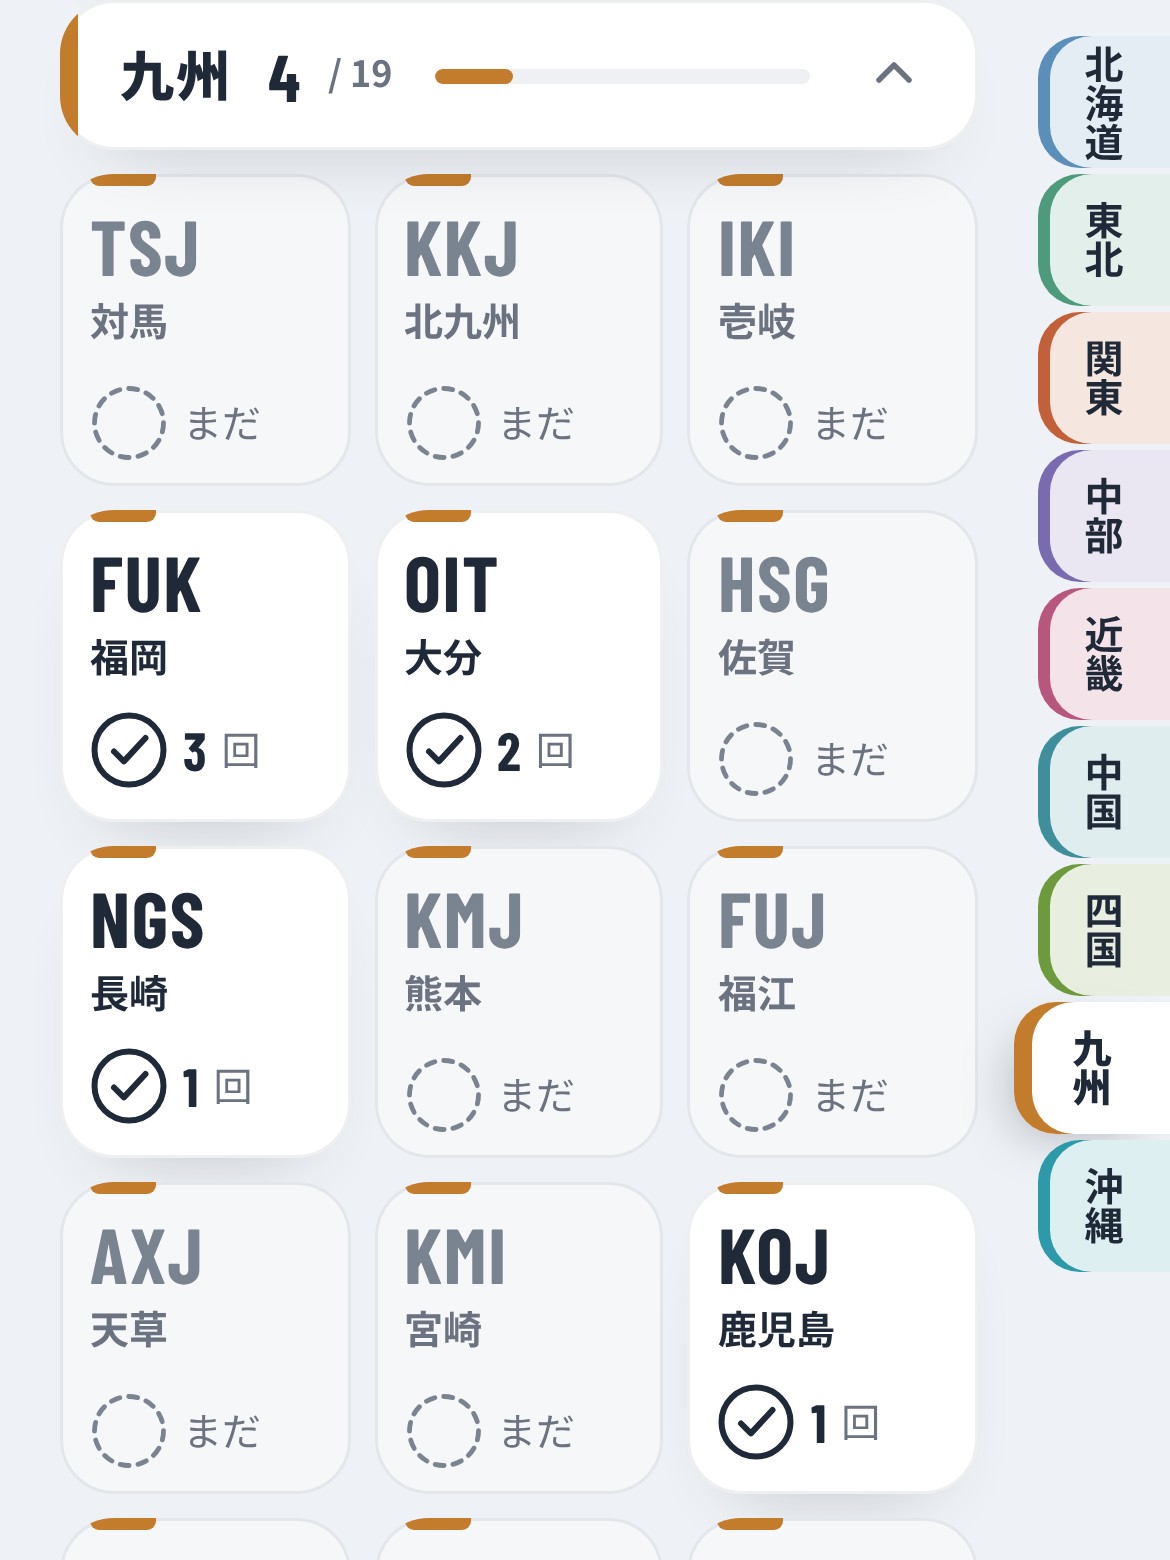 九州 4 / 19
TSJ
対馬
まだ
KKJ
北九州
まだ
IKI
壱岐
まだ
FUK
福岡
3 回
OIT
大分
2 回
HSG
佐賀
まだ
NGS
長崎
1 回
KMJ
熊本
まだ
FUJ
福江
まだ
AXJ
天草
まだ
KMI
宮崎
まだ
KOJ
鹿児島
1 回
北海道
東北
関東
中部
近畿
中国
四国
九州
沖縄